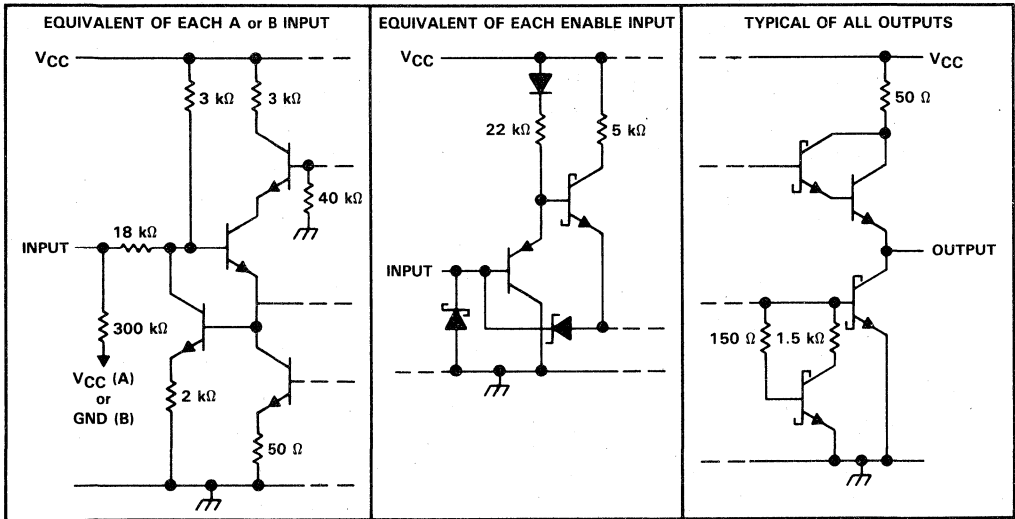 EQUIVALENT OF EACH A or B INPUT
VCC
3 kΩ
3 kΩ
40 kΩ
18 kΩ
INPUT
300 kΩ
VCC (A)
or
GND (B)
2 kΩ
50 Ω
EQUIVALENT OF EACH ENABLE INPUT
VCC
22 kΩ
5 kΩ
INPUT
TYPICAL OF ALL OUTPUTS
VCC
50 Ω
OUTPUT
150 Ω
1.5 kΩ